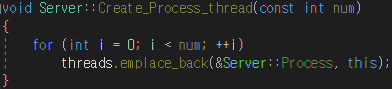 void Server::Create_Process_thread(const int num)
{
    for (int i = 0; i < num; ++i)
        threads.emplace_back(&Server::Process, this);
}